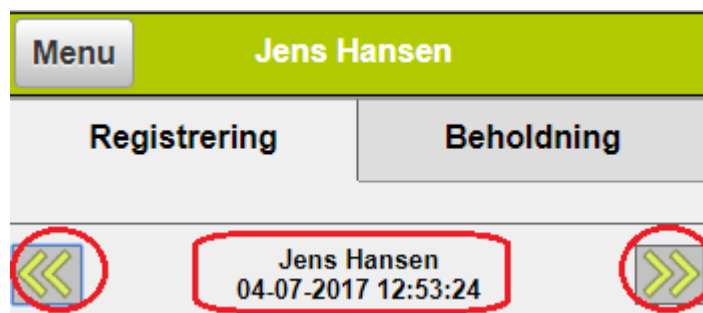 Menu Jens Hansen
Registrering Beholdning
Jens Hansen
04-07-2017 12:53:24